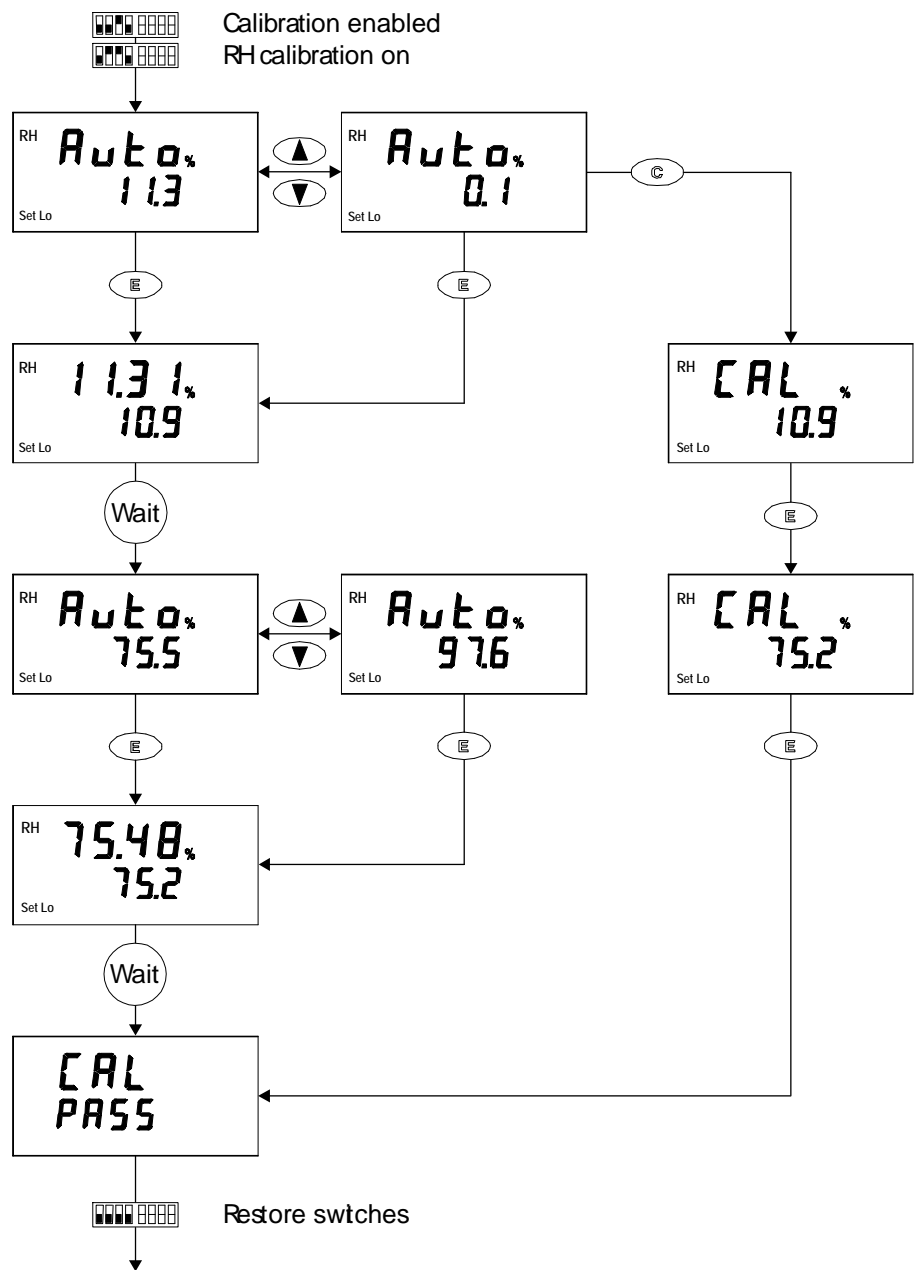 Calibration enabled
RH calibration on
RH Auto %
11.3
Set Lo
RH Auto %
0.1
Set Lo
C
E
E
RH 11.31 %
10.9
Set Lo
RH CAL %
10.9
Set Lo
Wait
E
RH Auto %
75.5
Set Lo
RH Auto %
97.6
Set Lo
RH CAL %
75.2
Set Lo
E
E
E
RH 75.48 %
75.2
Set Lo
Wait
CAL
PASS
Restore switches